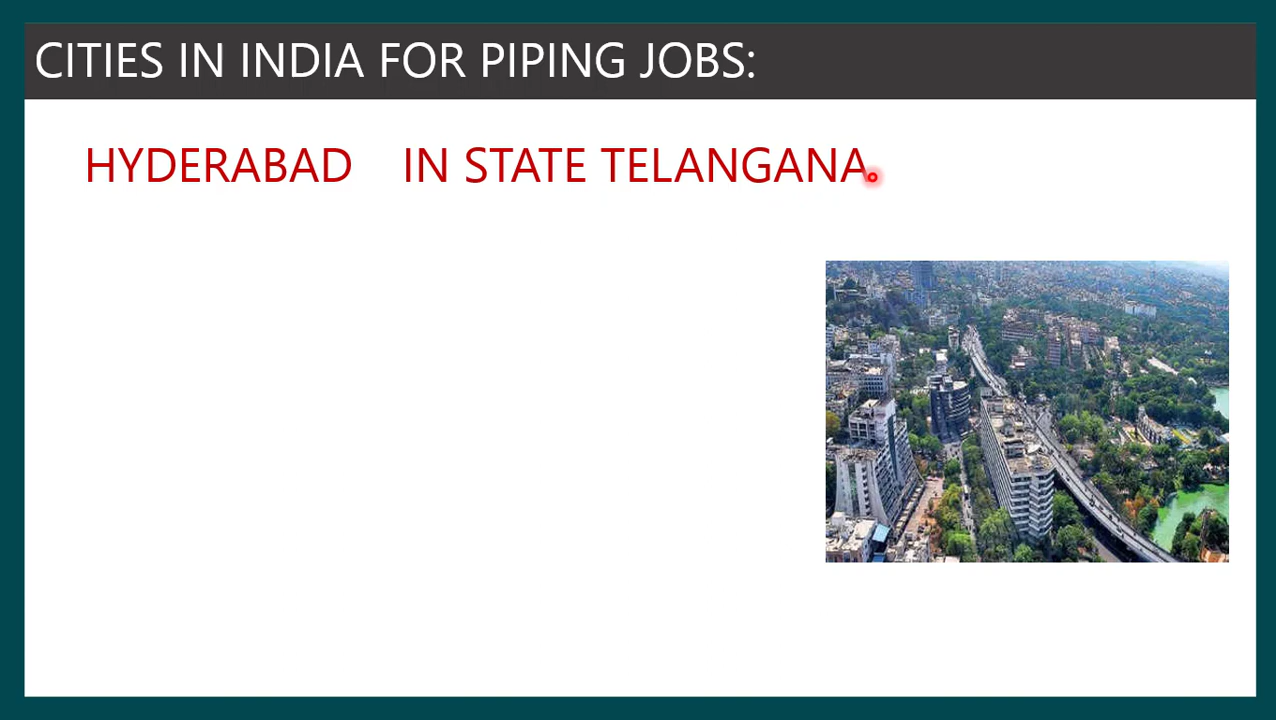 CITIES IN INDIA FOR PIPING JOBS:
HYDERABAD IN STATE TELANGANA